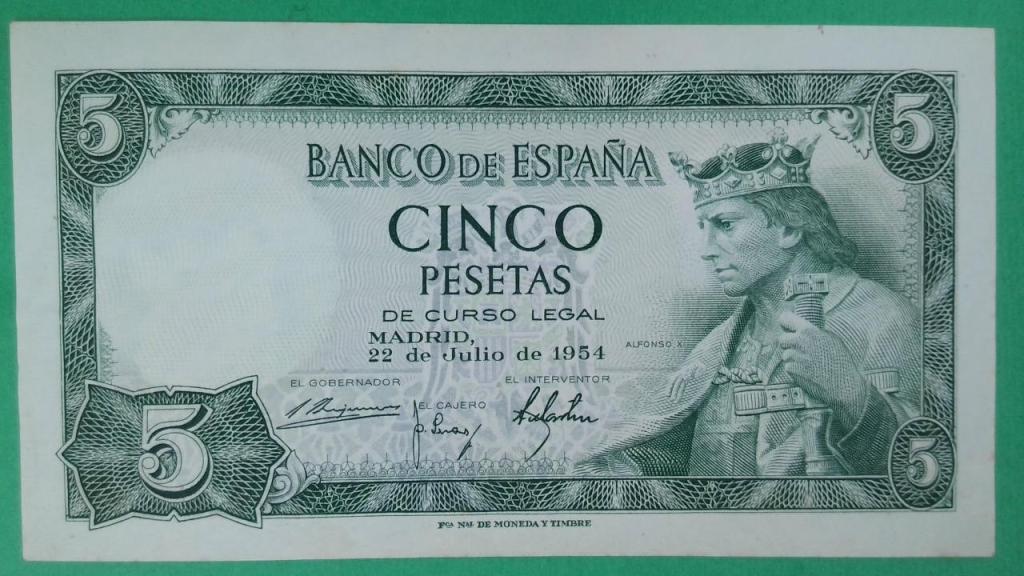 5
5
BANCO DE ESPAÑA
CINCO
PESETAS
DE CURSO LEGAL
MADRID,
22 de Julio de 1954
ALFONSO X
EL GOBERNADOR
EL INTERVENTOR
EL CAJERO
5
5
Fca NaL DE MONEDA Y TIMBRE